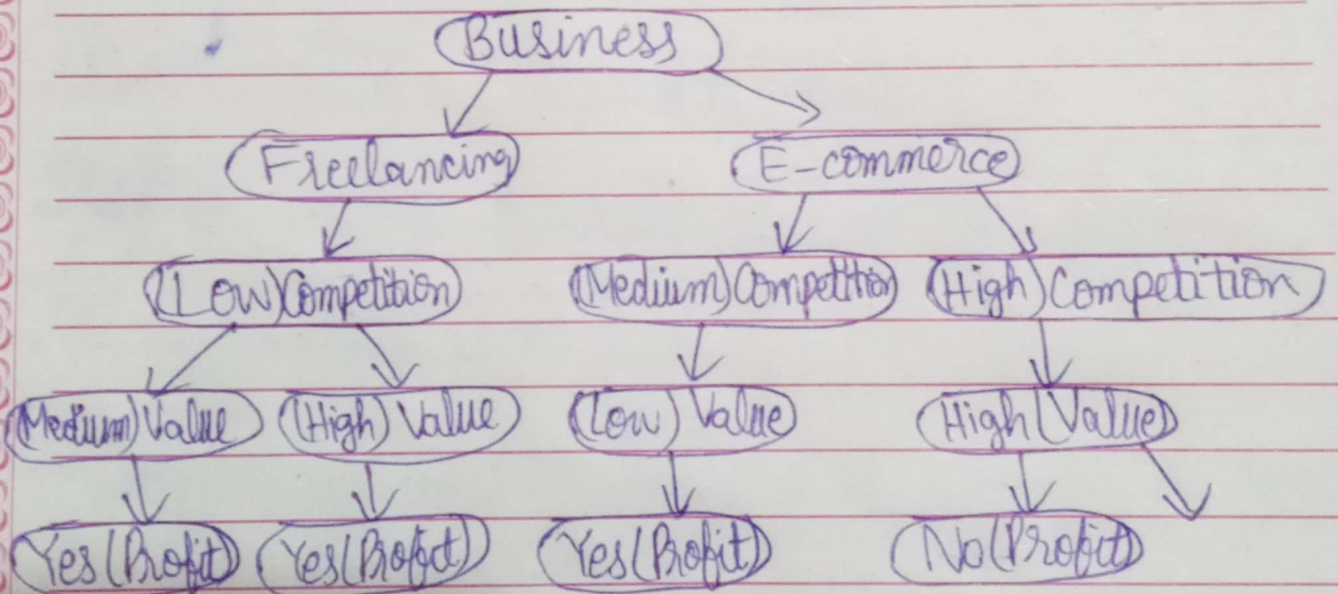 Business
Freelancing E-commerce
(Low) Competition (Medium) Competition (High) Competition
(Medium) Value (High) Value (Low) Value High (Value)
Yes (Profit) Yes (Profit) Yes (Profit) No (Profit)